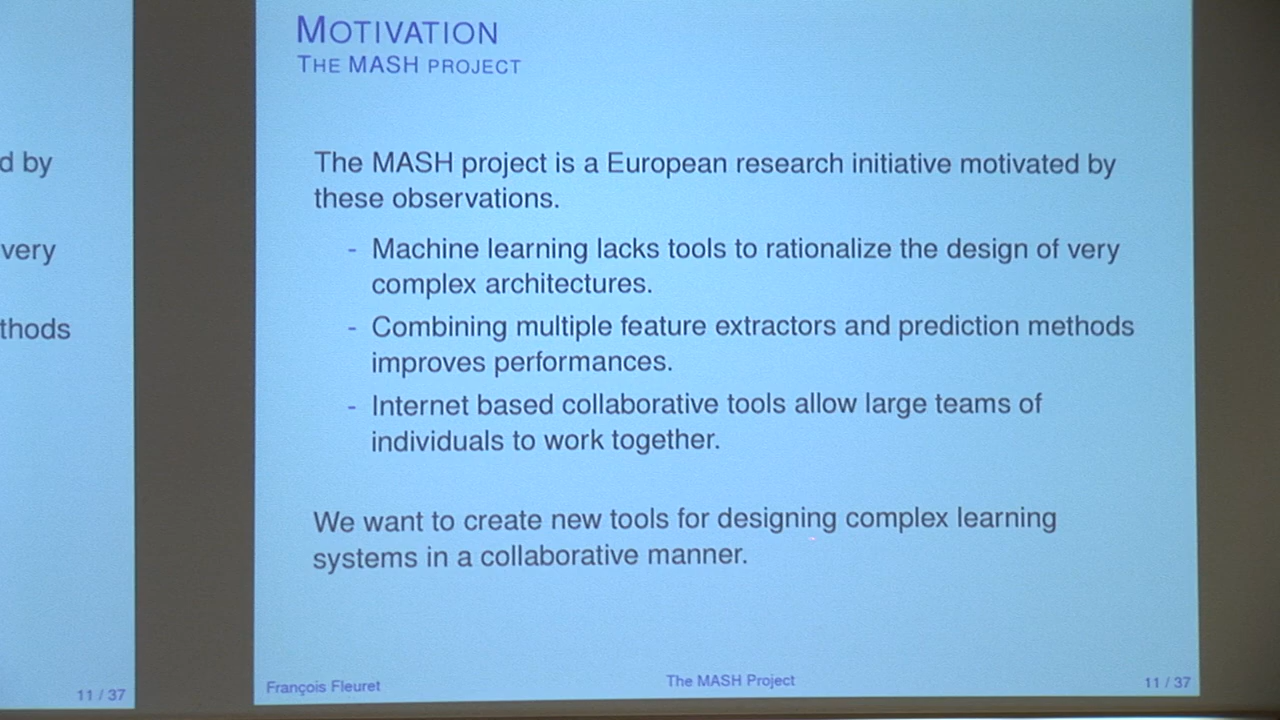 MOTIVATION
THE MASH PROJECT
The MASH project is a European research initiative motivated by
these observations.
- Machine learning lacks tools to rationalize the design of very
complex architectures.
- Combining multiple feature extractors and prediction methods
improves performances.
- Internet based collaborative tools allow large teams of
individuals to work together.
We want to create new tools for designing complex learning
systems in a collaborative manner.
François Fleuret
The MASH Project
11 / 37
d by
very
thods
11 / 37